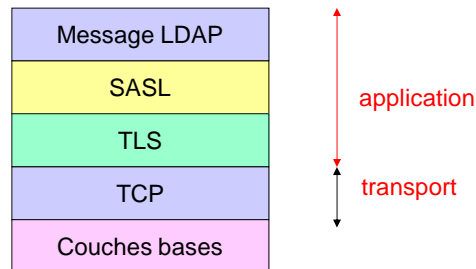 Message LDAP
SASL
application
TLS
TCP
transport
Couches bases